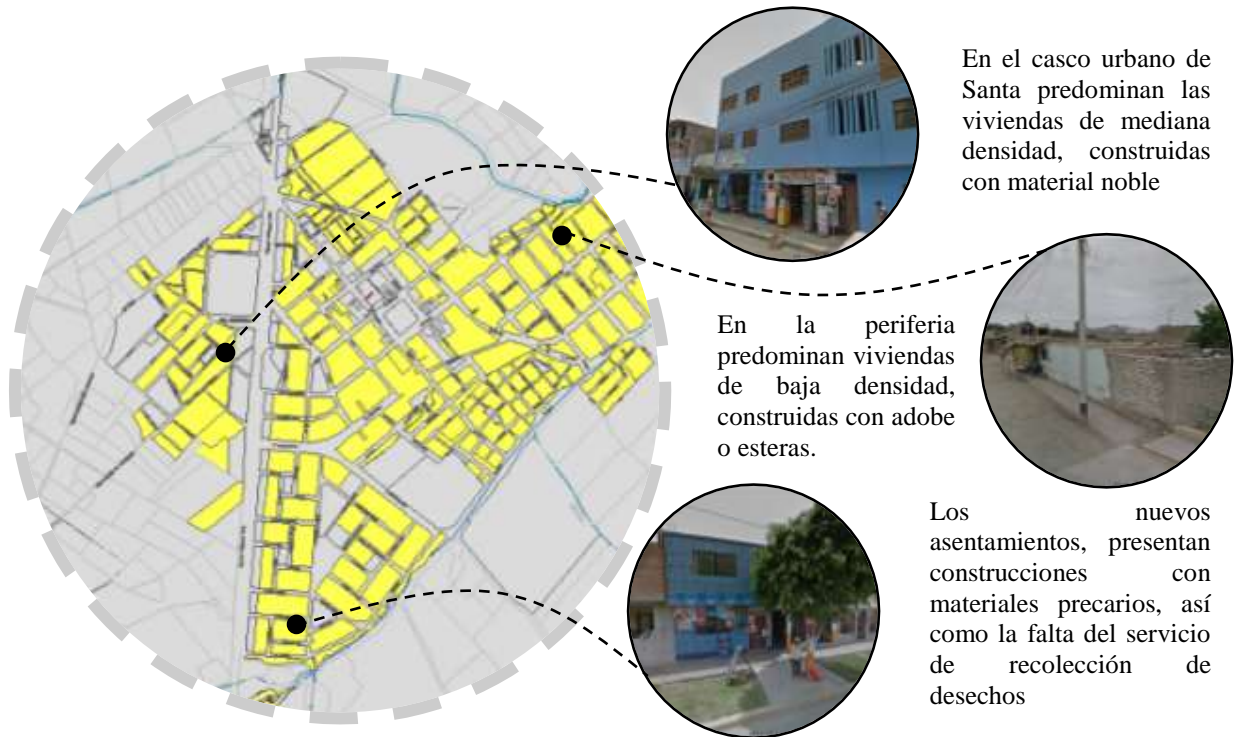 En el casco urbano de
Santa predominan las
viviendas de mediana
densidad, construidas
con material noble
En la periferia
predominan viviendas
de baja densidad,
construidas con adobe
o esteras.
Los nuevos
asentamientos, presentan
construcciones con
materiales precarios, así
como la falta del servicio
de recolección de
desechos